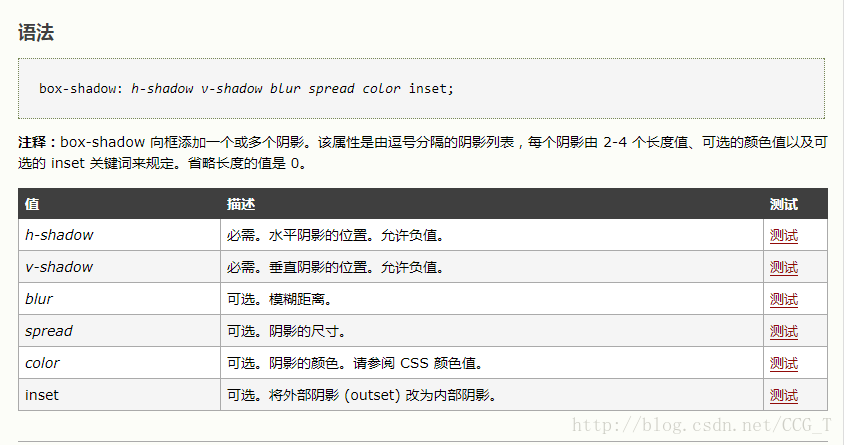 语法
box-shadow: h-shadow v-shadow blur spread color inset;
注释：box-shadow 向框添加一个或多个阴影。该属性是由逗号分隔的阴影列表，每个阴影由 2-4 个长度值、可选的颜色值以及可
选的 inset 关键词来规定。省略长度的值是 0。
值 描述 测试
h-shadow 必需。水平阴影的位置。允许负值。 测试
v-shadow 必需。垂直阴影的位置。允许负值。 测试
blur 可选。模糊距离。 测试
spread 可选。阴影的尺寸。 测试
color 可选。阴影的颜色。请参阅 CSS 颜色值。 测试
inset 可选。将外部阴影 (outset) 改为内部阴影。 测试
http://blog.csdn.net/CCG_T